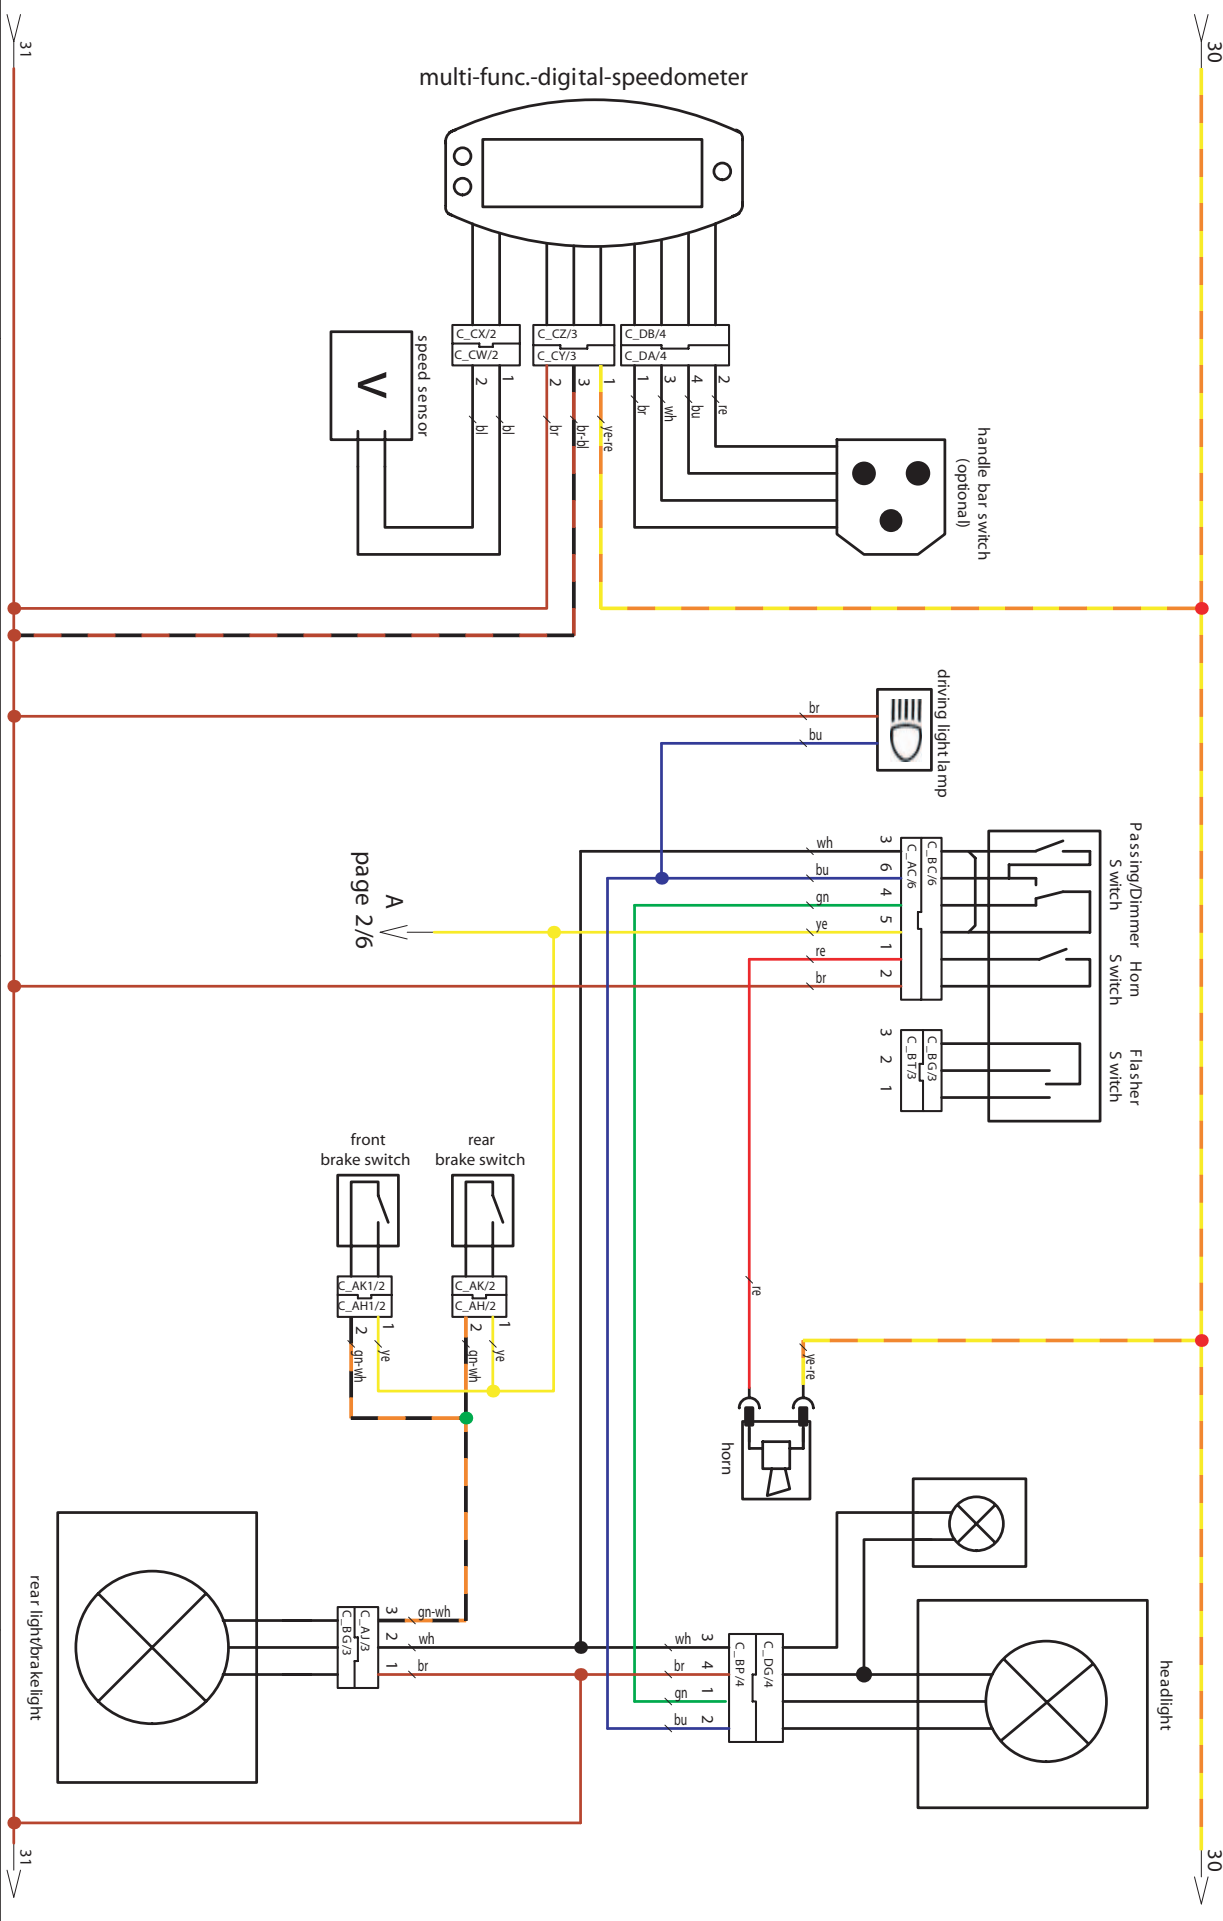 31
30
multi-func.-digital-speedometer
C_CX/2
C_CW/2
C_CZ/3
C_CY/3
C_DB/4
C_DA/4
2
1
2
3
1
1
3
4
2
bl
bl
br
br-bl
ye-re
br
wh
bu
re
speed sensor
V
handle bar switch
(optional)
driving light lamp
br
bu
Passing/Dimmer
Switch
Horn
Switch
Flasher
Switch
C_BC/6
C_AC/6
3
6
4
5
1
2
wh
bu
gn
ye
re
br
C_BG/3
C_BT/3
3
2
1
A
page 2/6
front
brake switch
rear
brake switch
C_AK1/2
C_AH1/2
C_AK/2
C_AH/2
2
1
2
1
gn-wh
ye
gn-wh
ye
re
ye-re
horn
rear light/brakelight
C_AJ/3
C_BG/3
3
2
1
gn-wh
wh
br
wh
br
gn
bu
3
4
1
2
C_DG/4
C_BP/4
headlight
31
30